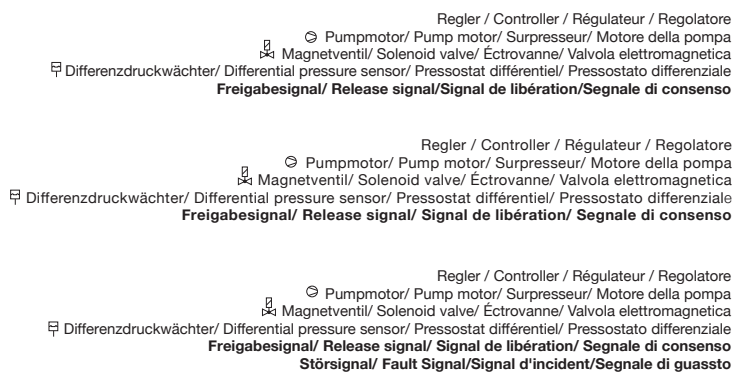 Regler / Controller / Régulateur / Regolatore
Pumpmotor/ Pump motor/ Surpresseur/ Motore della pompa
Magnetventil/ Solenoid valve/ Éctrovanne/ Valvola elettromagnetica
Differenzdruckwächter/ Differential pressure sensor/ Pressostat différentiel/ Pressostato differenziale
Freigabesignal/ Release signal/Signal de libération/Segnale di consenso
Regler / Controller / Régulateur / Regolatore
Pumpmotor/ Pump motor/ Surpresseur/ Motore della pompa
Magnetventil/ Solenoid valve/ Éctrovanne/ Valvola elettromagnetica
Differenzdruckwächter/ Differential pressure sensor/ Pressostat différentiel/ Pressostato differenziale
Freigabesignal/ Release signal/ Signal de libération/ Segnale di consenso
Regler / Controller / Régulateur / Regolatore
Pumpmotor/ Pump motor/ Surpresseur/ Motore della pompa
Magnetventil/ Solenoid valve/ Éctrovanne/ Valvola elettromagnetica
Differenzdruckwächter/ Differential pressure sensor/ Pressostat différentiel/ Pressostato differenziale
Freigabesignal/ Release signal/ Signal de libération/ Segnale di consenso
Störsignal/ Fault Signal/Signal d'incident/Segnale di guassto